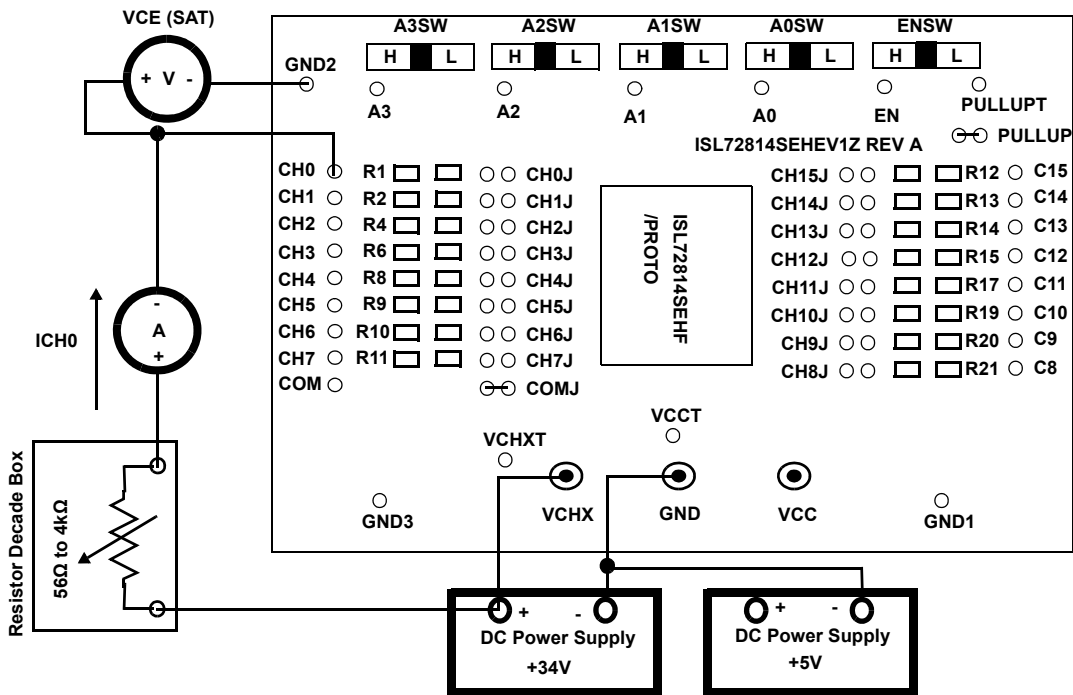 VCE (SAT)
+ V -
GND2
A3SW
H L
A2SW
H L
A1SW
H L
A0SW
H L
ENSW
H L
A3
A2
A1
A0
EN
PULLUPT
PULLUP
ISL72814SEHEV1Z REV A
CH0 R1 CH0J
CH1 R2 CH1J
CH2 R4 CH2J
CH3 R6 CH3J
CH4 R8 CH4J
CH5 R9 CH5J
CH6 R10 CH6J
CH7 R11 CH7J
COM COMJ
ISL72814SEHF
/PROTO
CH15J R12 C15
CH14J R13 C14
CH13J R14 C13
CH12J R15 C12
CH11J R17 C11
CH10J R19 C10
CH9J R20 C9
CH8J R21 C8
ICH0
-
A
+
VCHXT
VCCT
GND3
VCHX
GND
VCC
GND1
Resistor Decade Box
56Ω to 4kΩ
+ -
DC Power Supply
+34V
+ -
DC Power Supply
+5V